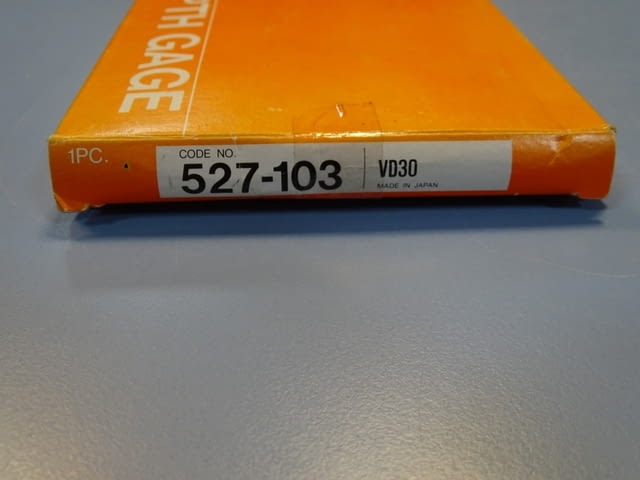 PTH GAGE
1PC.
CODE NO.
527-103
VD30
MADE IN JAPAN